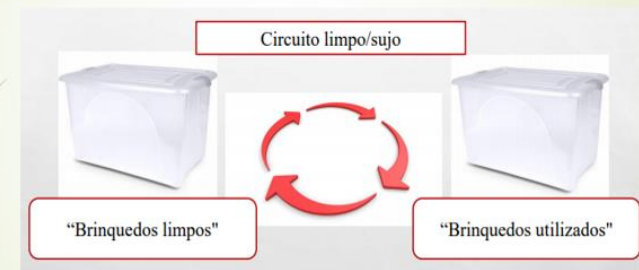 Circuito limpo/sujo
“Brinquedos limpos"
“Brinquedos utilizados"